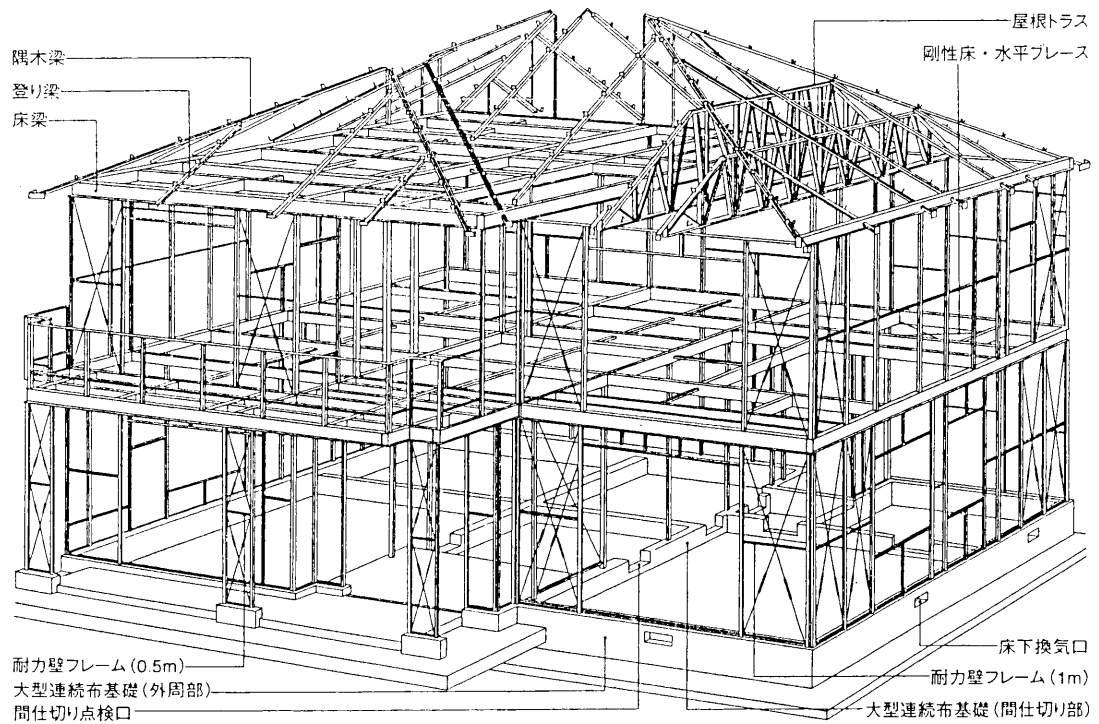 屋根トラス
剛性床・水平ブレース
隅木梁
登り梁
床梁
耐力壁フレーム(0.5m)
大型連続布基礎(外周部)
間仕切り点検口
床下換気口
耐力壁フレーム(1m)
大型連続布基礎(間仕切り部)